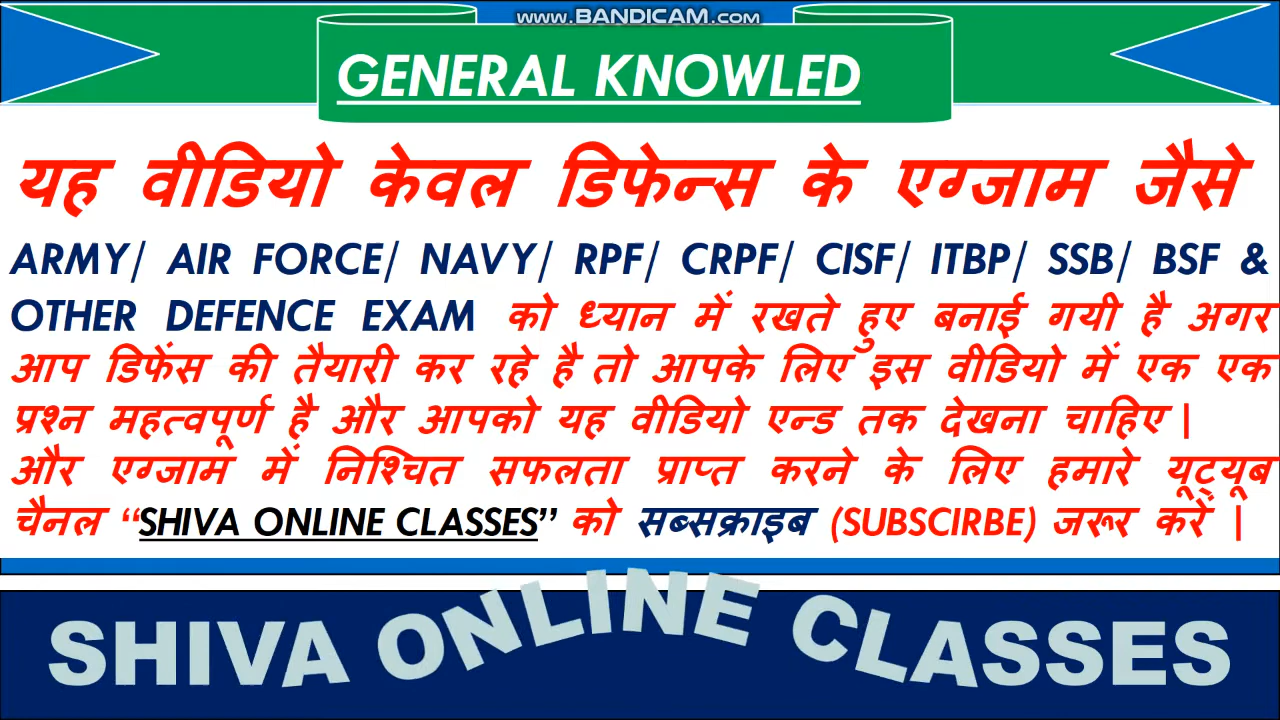 www.BANDICAM.com
GENERAL KNOWLED
यह वीडियो केवल डिफेन्स के एग्जाम जैसे
ARMY/ AIR FORCE/ NAVY/ RPF/ CRPF/ CISF/ ITBP/ SSB/ BSF &
OTHER DEFENCE EXAM को ध्यान में रखते हुए बनाई गयी है अगर
आप डिफेंस की तैयारी कर रहे है तो आपके लिए इस वीडियो में एक एक
प्रश्न महत्वपूर्ण है और आपको यह वीडियो एन्ड तक देखना चाहिए |
और एग्जाम में निश्चित सफलता प्राप्त करने के लिए हमारे यूट्यूब
चैनल “SHIVA ONLINE CLASSES” को सब्सक्राइब (SUBSCIRBE) जरूर करें |
SHIVA ONLINE CLASSES